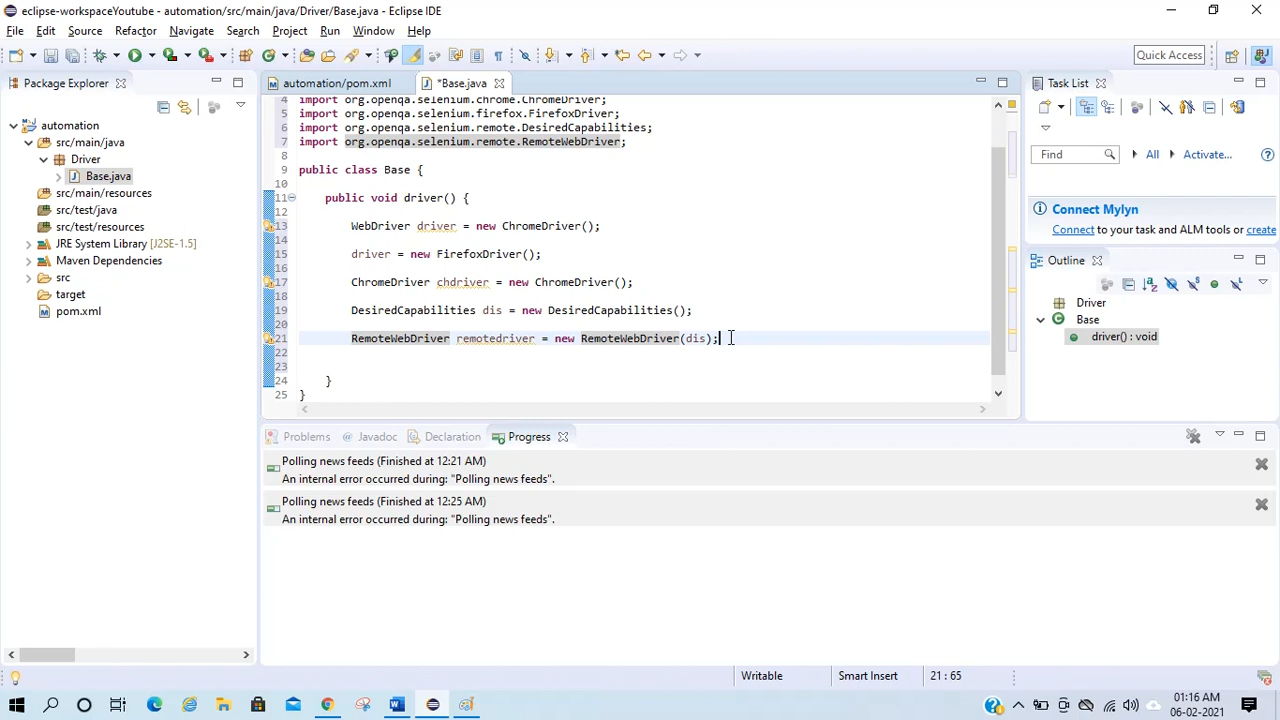 eclipse-workspaceYoutube - automation/src/main/java/Driver/Base.java - Eclipse IDE
File Edit Source Refactor Navigate Search Project Run Window Help
Quick Access
Package Explorer
automation
src/main/java
Driver
Base.java
src/main/resources
src/test/java
src/test/resources
JRE System Library [J2SE-1.5]
Maven Dependencies
src
target
pom.xml
automation/pom.xml
*Base.java
4 import org.openqa.selenium.chrome.ChromeDriver;
5 import org.openqa.selenium.firefox.FirefoxDriver;
6 import org.openqa.selenium.remote.DesiredCapabilities;
7 import org.openqa.selenium.remote.RemoteWebDriver;
8
9 public class Base {
10
11 public void driver() {
12
13 WebDriver driver = new ChromeDriver();
14
15 driver = new FirefoxDriver();
16
17 ChromeDriver chdriver = new ChromeDriver();
18
19 DesiredCapabilities dis = new DesiredCapabilities();
20
21 RemoteWebDriver remotedriver = new RemoteWebDriver(dis);
22
23
24 }
25 }
Task List
Find
All
Activate...
Connect Mylyn
Connect to your task and ALM tools or create
Outline
Driver
Base
driver() : void
Problems
Javadoc
Declaration
Progress
Polling news feeds (Finished at 12:21 AM)
An internal error occurred during: "Polling news feeds".
Polling news feeds (Finished at 12:25 AM)
An internal error occurred during: "Polling news feeds".
Writable
Smart Insert
21 : 65
01:16 AM
06-02-2021